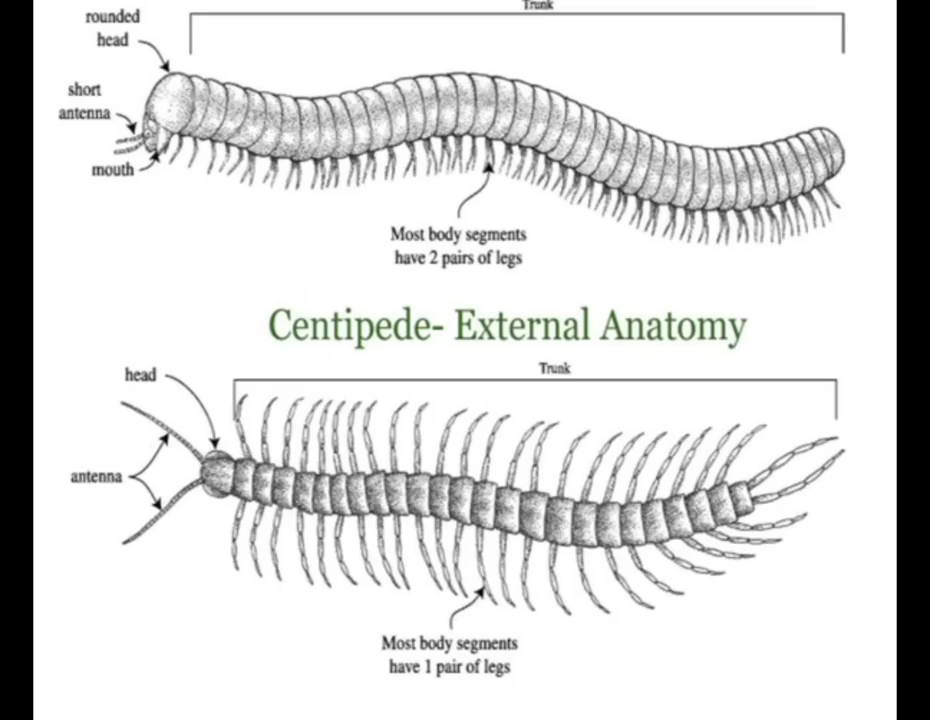 Trunk
rounded
head
short
antenna
mouth
Most body segments
have 2 pairs of legs
Centipede- External Anatomy
Trunk
head
antenna
Most body segments
have 1 pair of legs